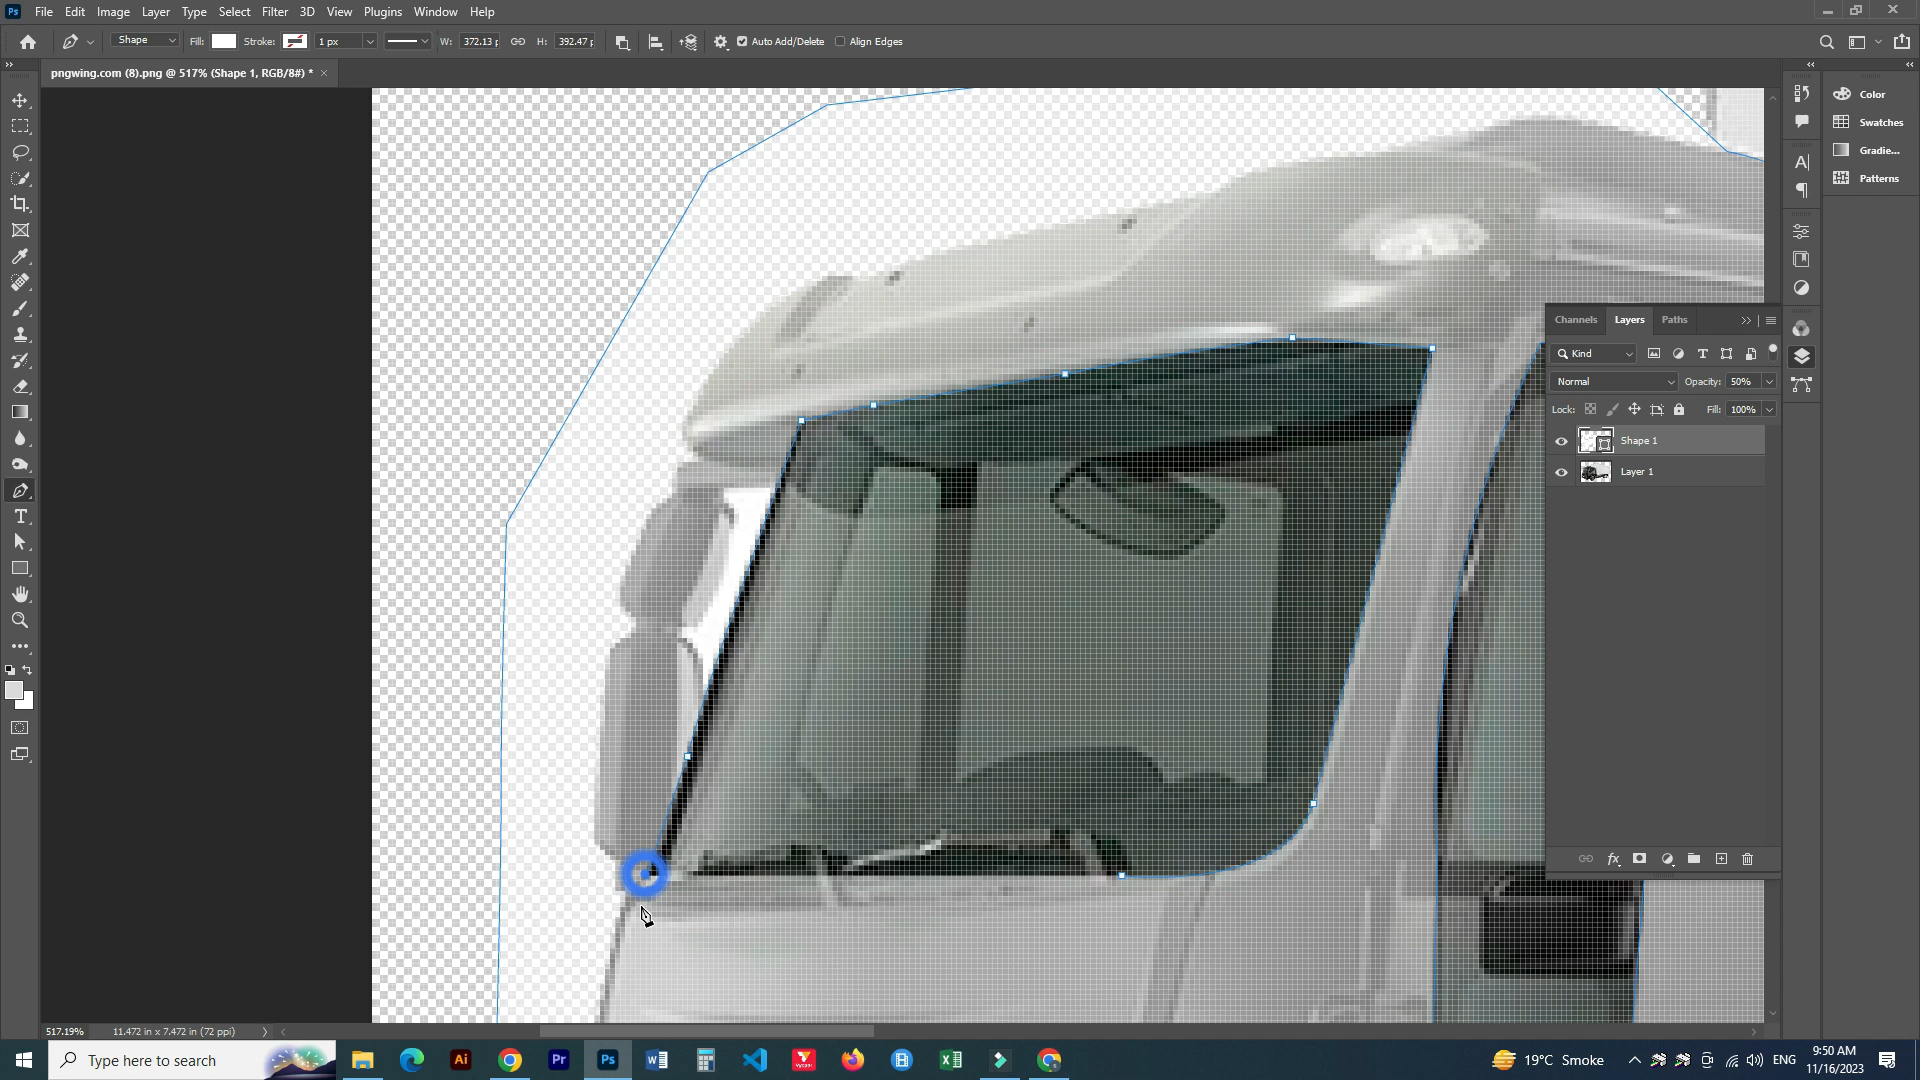 Ps File Edit Image Layer Type Select Filter 3D View Plugins Window Help
Shape Fill: Stroke: 1 px W: 372.13 p H: 392.47 p Auto Add/Delete Align Edges
pngwing.com (8).png @ 517% (Shape 1, RGB/8#) * ×
Color
Swatches
Gradie...
Patterns
Channels Layers Paths
Kind
Normal Opacity: 50%
Lock: Fill: 100%
Shape 1
Layer 1
517.19% 11.472 in x 7.472 in (72 ppi)
Type here to search
Ai Pr Ps
19°C Smoke
ENG
9:50 AM
11/16/2023